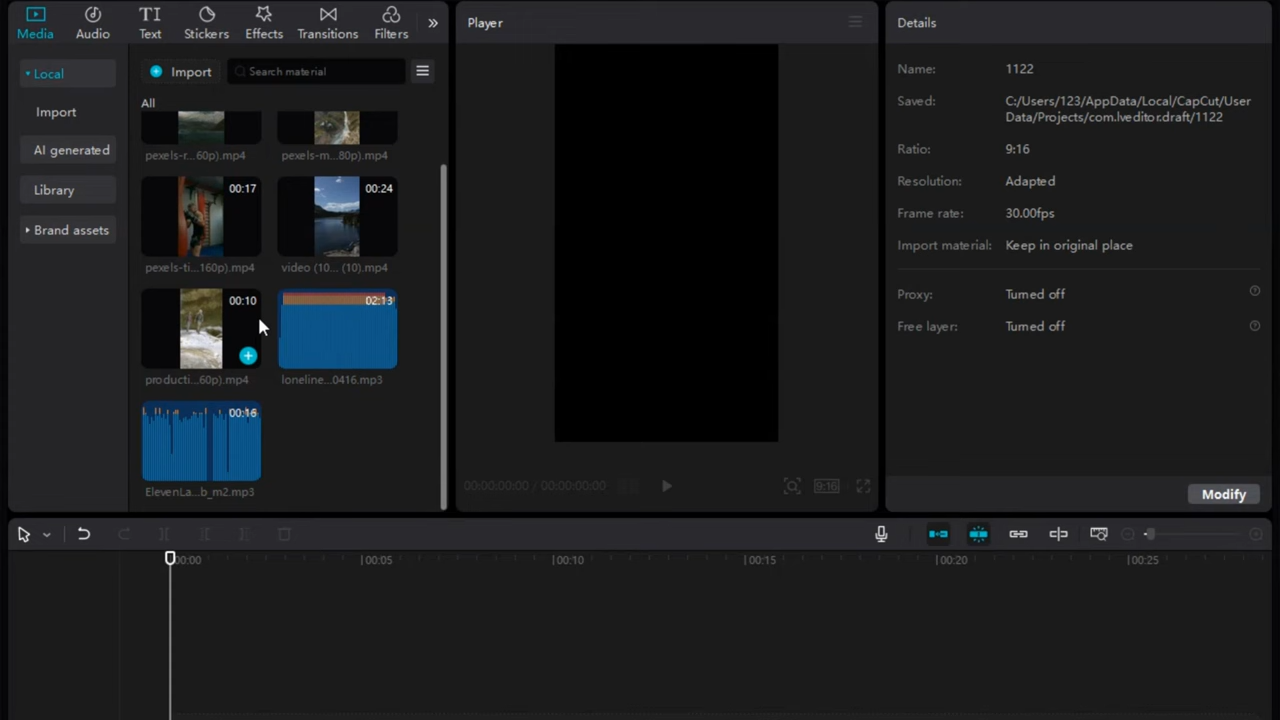 Media
Audio
Text
Stickers
Effects
Transitions
Filters
Local
Import
AI generated
Library
Brand assets
Import
Search material
All
pexels-r...60p).mp4
pexels-m...80p).mp4
00:17
00:24
pexels-ti...160p).mp4
video (10... (10).mp4
00:10
02:13
producti...60p).mp4
loneline...0416.mp3
00:16
ElevenLa...b_m2.mp3
Player
00:00:00:00 / 00:00:00:00
9:16
Details
Name: 1122
Saved: C:/Users/123/AppData/Local/CapCut/User
Data/Projects/com.lveditor.draft/1122
Ratio: 9:16
Resolution: Adapted
Frame rate: 30.00fps
Import material: Keep in original place
Proxy: Turned off
Free layer: Turned off
Modify
00:00
00:05
00:10
00:15
00:20
00:25